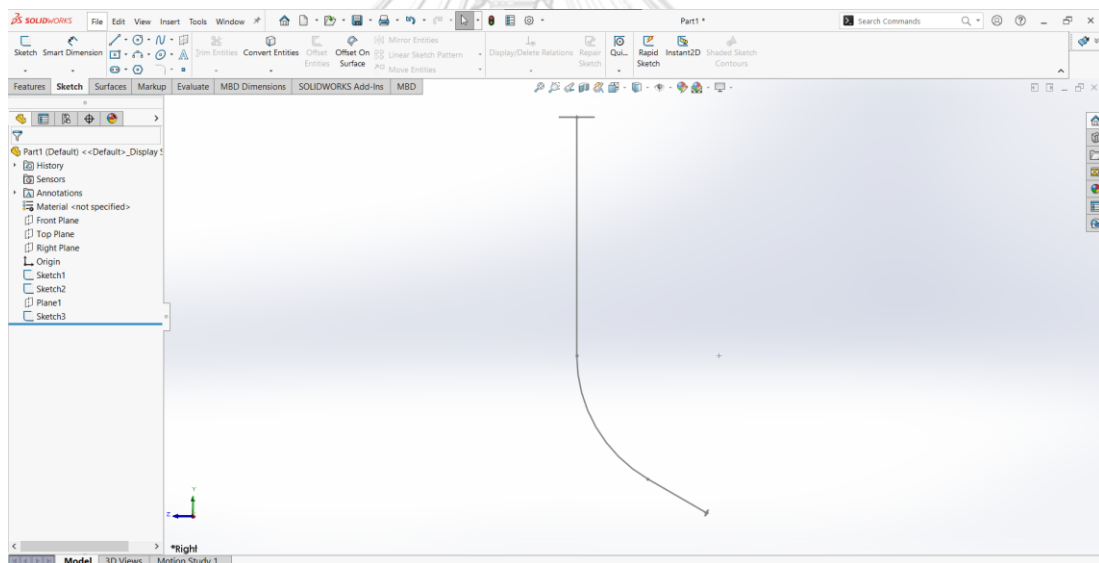 SOLIDWORKS File Edit View Insert Tools Window Part1 * Search Commands
Sketch Smart Dimension Trim Entities Convert Entities Offset Entities Offset On Surface Mirror Entities Linear Sketch Pattern Move Entities Display/Delete Relations Repair Sketch Qui... Rapid Sketch Instant2D Shaded Sketch Contours
Features Sketch Surfaces Markup Evaluate MBD Dimensions SOLIDWORKS Add-Ins MBD
Part1 (Default) <<Default>_Display S
History
Sensors
Annotations
Material <not specified>
Front Plane
Top Plane
Right Plane
Origin
Sketch1
Sketch2
Plane1
Sketch3
Y
Z
*Right
Model 3D Views Motion Study 1